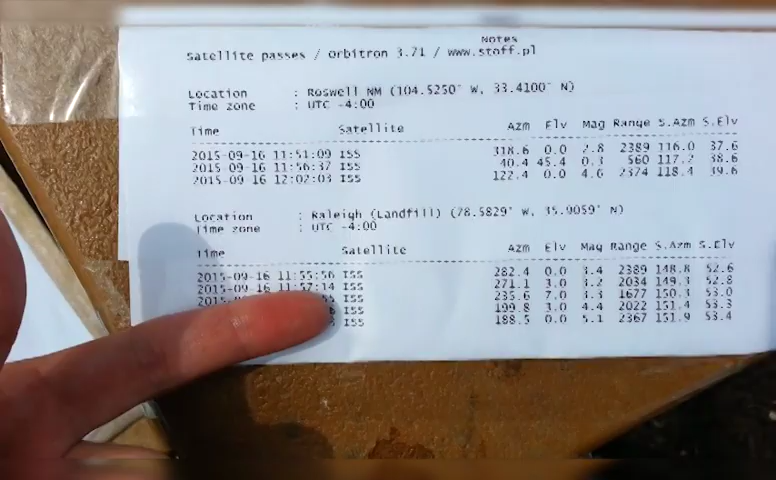 Notes
Satellite passes / Orbitron 3.71 / www.stoff.pl
Location : Roswell NM (104.5250° W, 33.4100° N)
Time zone : UTC -4:00
Time Satellite Azm Elv Mag Range S.Azm S.Elv
2015-09-16 11:51:09 ISS 318.6 0.0 2.8 2389 116.0 37.6
2015-09-16 11:56:37 ISS 40.4 45.4 0.3 560 117.2 38.6
2015-09-16 12:02:03 ISS 122.4 0.0 4.6 2374 118.4 39.6
Location : Raleigh (Landfill) (78.5829° W, 35.9059° N)
Time zone : UTC -4:00
Time Satellite Azm Elv Mag Range S.Azm S.Elv
2015-09-16 11:55:56 ISS 282.4 0.0 3.4 2389 148.8 52.6
2015-09-16 11:57:14 ISS 271.1 3.0 3.2 2034 149.3 52.8
ISS 235.6 7.0 3.3 1677 150.3 53.0
ISS 199.8 3.0 4.4 2022 151.4 53.3
ISS 188.5 0.0 5.1 2367 151.9 53.4